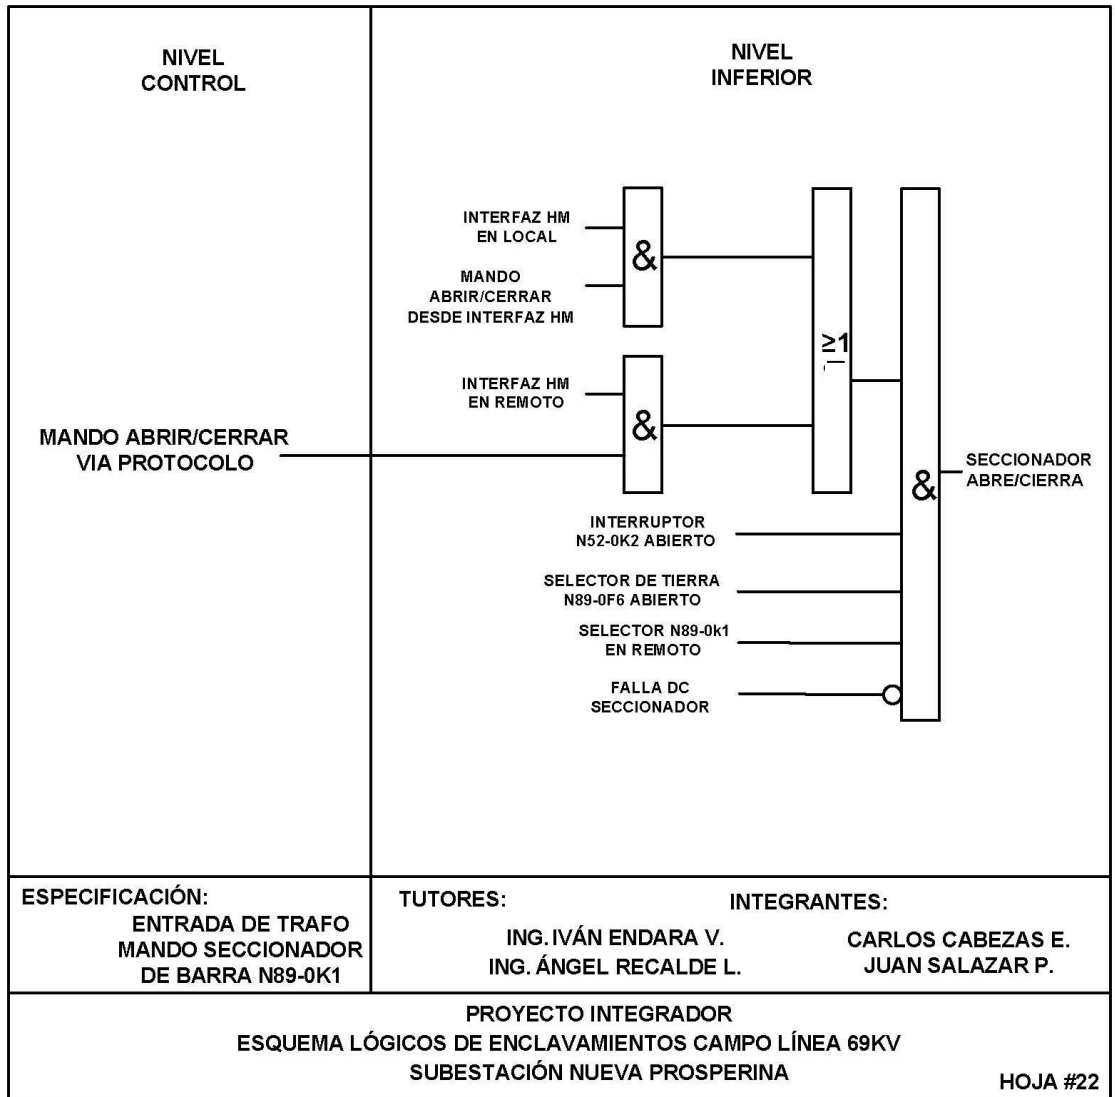 NIVEL
CONTROL
NIVEL
INFERIOR
INTERFAZ HM
EN LOCAL
MANDO
ABRIR/CERRAR
DESDE INTERFAZ HM
&
INTERFAZ HM
EN REMOTO
&
≥1
MANDO ABRIR/CERRAR
VIA PROTOCOLO
&
SECCIONADOR
ABRE/CIERRA
INTERRUPTOR
N52-0K2 ABIERTO
SELECTOR DE TIERRA
N89-0F6 ABIERTO
SELECTOR N89-0k1
EN REMOTO
FALLA DC
SECCIONADOR
ESPECIFICACIÓN:
ENTRADA DE TRAFO
MANDO SECCIONADOR
DE BARRA N89-0K1
TUTORES:
ING. IVÁN ENDARA V.
ING. ÁNGEL RECALDE L.
INTEGRANTES:
CARLOS CABEZAS E.
JUAN SALAZAR P.
PROYECTO INTEGRADOR
ESQUEMA LÓGICOS DE ENCLAVAMIENTOS CAMPO LÍNEA 69KV
SUBESTACIÓN NUEVA PROSPERINA
HOJA #22